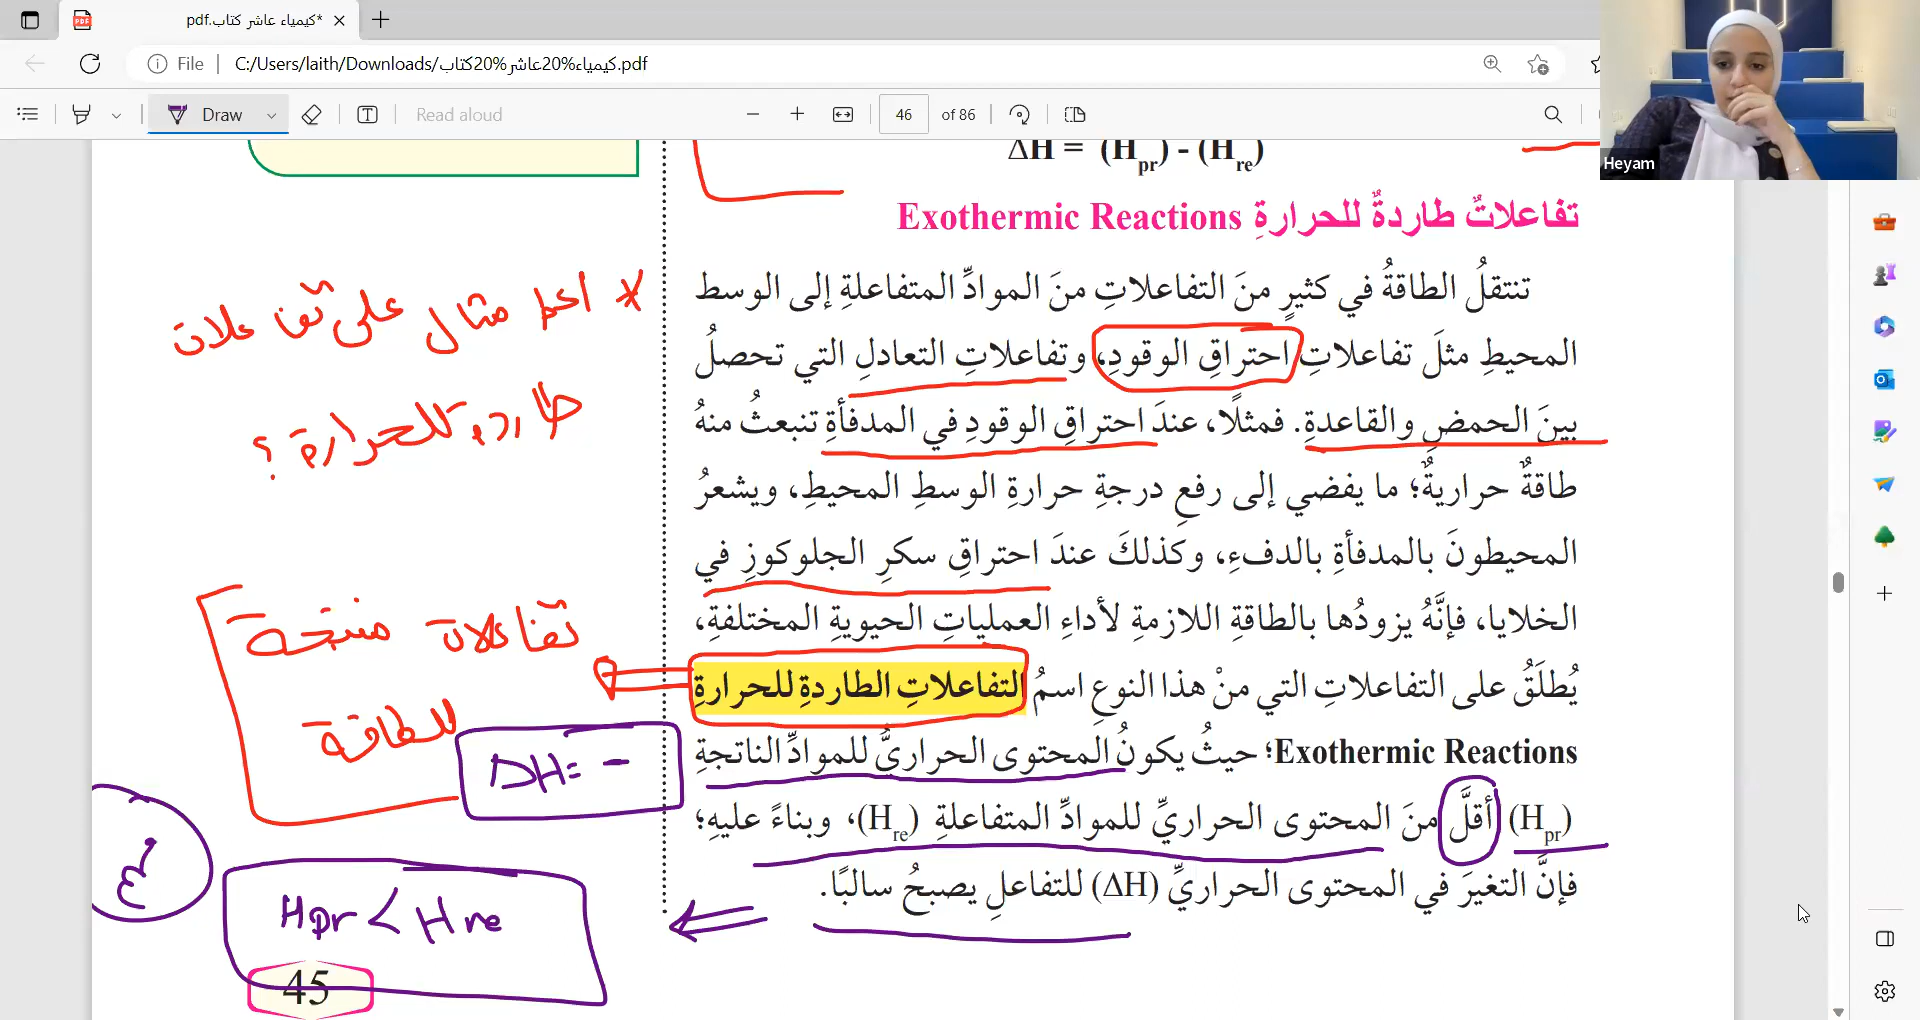 *كيمياء عاشر كتاب.pdf
File
C:/Users/laith/Downloads/كيمياء%20عاشر%20كتاب.pdf
Draw
Read aloud
46
of 86
Heyam
ΔH = (Hpr) - (Hre)
تفاعلاتٌ طاردةٌ للحرارةِ Exothermic Reactions
تنتقلُ الطاقةُ في كثيرٍ منَ التفاعلاتِ منَ الموادِّ المتفاعلةِ إلى الوسط
المحيطِ مثلَ تفاعلاتِ احتراقِ الوقودِ، وتفاعلاتِ التعادلِ التي تحصلُ
بينَ الحمضِ والقاعدةِ. فمثلًا، عندَ احتراقِ الوقودِ في المدفأةِ تنبعثُ منهُ
طاقةٌ حراريةٌ؛ ما يفضي إلى رفعِ درجةِ حرارةِ الوسطِ المحيطِ، ويشعرُ
المحيطونَ بالمدفأةِ بالدفءِ، وكذلكَ عندَ احتراقِ سكرِ الجلوكوزِ في
الخلايا، فإنَّهُ يزودُها بالطاقةِ اللازمةِ لأداءِ العملياتِ الحيويةِ المختلفةِ،
يُطلَقُ على التفاعلاتِ التي منْ هذا النوعِ اسمُ التفاعلاتِ الطاردةِ للحرارةِ
Exothermic Reactions؛ حيثُ يكونُ المحتوى الحراريُّ للموادِّ الناتجةِ
(Hpr) أقلَّ منَ المحتوى الحراريِّ للموادِّ المتفاعلةِ (Hre)، وبناءً عليهِ؛
فإنَّ التغيرَ في المحتوى الحراريِّ (ΔH) للتفاعلِ يصبحُ سالبًا.
* مثال على تفاعلات
طاردة للحرارة ؟
تفاعلات منتجة
للطاقة
DH= -
Hpr < Hre
45